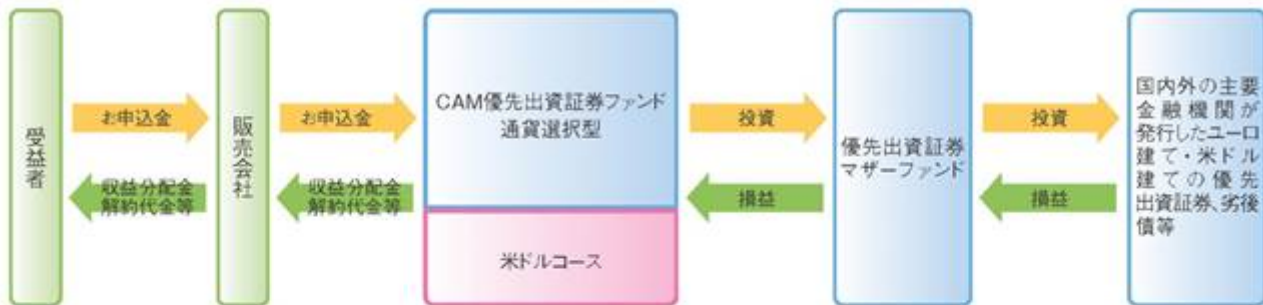 受益者
お申込金
収益分配金
解約代金等
販売会社
お申込金
収益分配金
解約代金等
CAM優先出資証券ファンド
通貨選択型
米ドルコース
投資
損益
優先出資証券
マザーファンド
投資
損益
国内外の主要
金融機関が
発行したユーロ
建て・米ドル
建ての優先
出資証券、劣後
債等